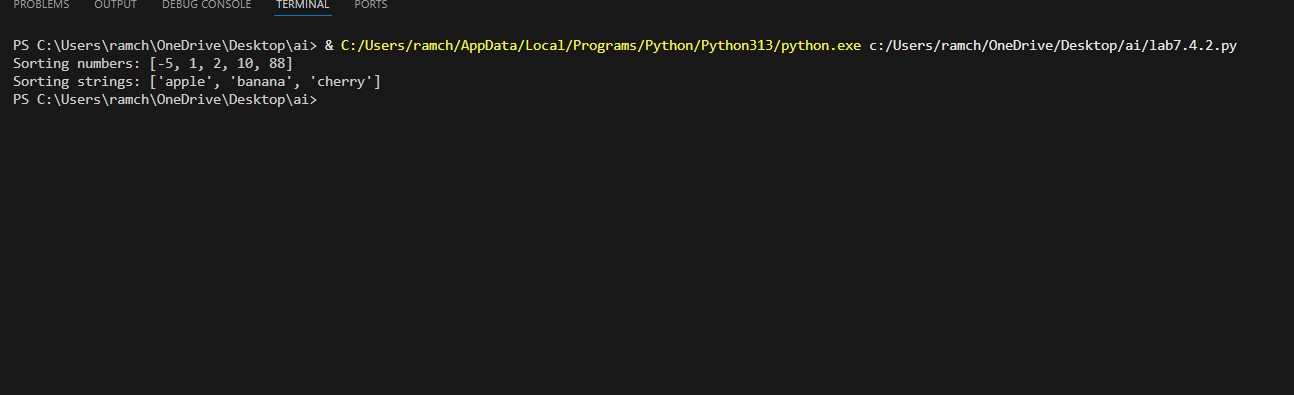 PROBLEMS OUTPUT DEBUG CONSOLE TERMINAL PORTS
PS C:\Users\ramch\OneDrive\Desktop\ai> & C:/Users/ramch/AppData/Local/Programs/Python/Python313/python.exe c:/Users/ramch/OneDrive/Desktop/ai/lab7.4.2.py
Sorting numbers: [-5, 1, 2, 10, 88]
Sorting strings: ['apple', 'banana', 'cherry']
PS C:\Users\ramch\OneDrive\Desktop\ai>